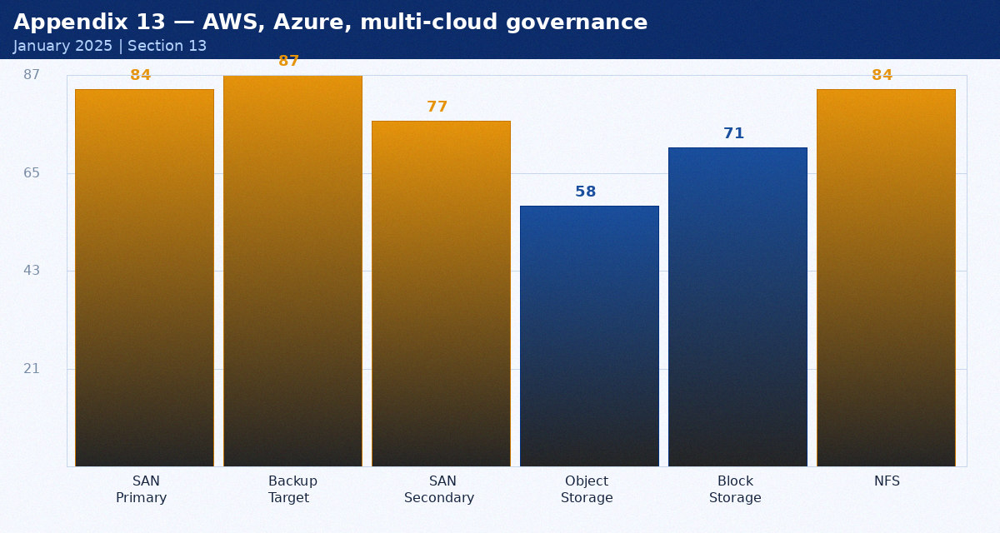 Appendix 13 — AWS, Azure, multi-cloud governance
January 2025 | Section 13
87
65
43
21
84
87
77
58
71
84
SAN
Primary
Backup
Target
SAN
Secondary
Object
Storage
Block
Storage
NFS